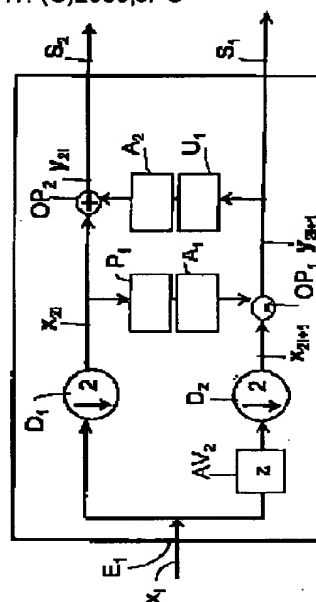 S₂
S₁
OP₂
y₂ᵢ
A₂
U₁
y₂ᵢ₊₁
x₂ᵢ
P₁
A₁
OP₁
x₂ᵢ₊₁
D₁
2
2
D₂
AV₂
z
E₁
xᵢ